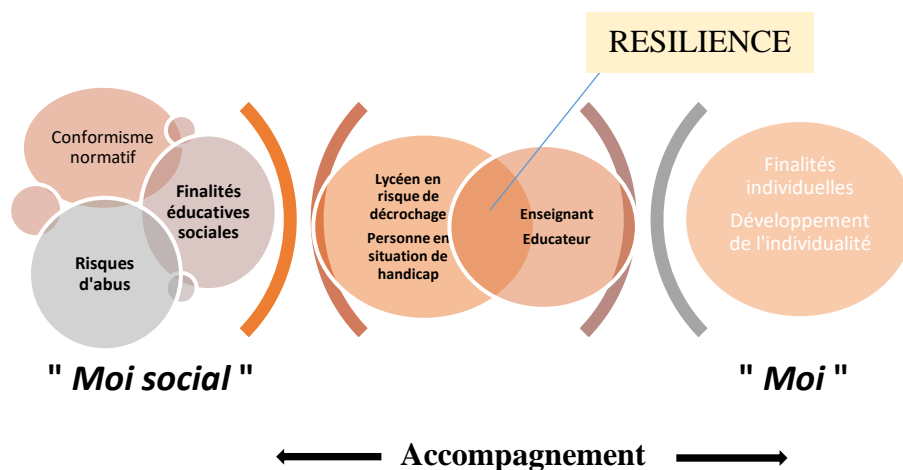 RESILIENCE
Conformisme
normatif
Finalités
éducatives
sociales
Risques
d'abus
Lycéen en
risque de
décrochage
Personne en
situation de
handicap
Enseignant
Educateur
Finalités
individuelles
Développement
de l'individualité
" Moi social "
" Moi "
Accompagnement